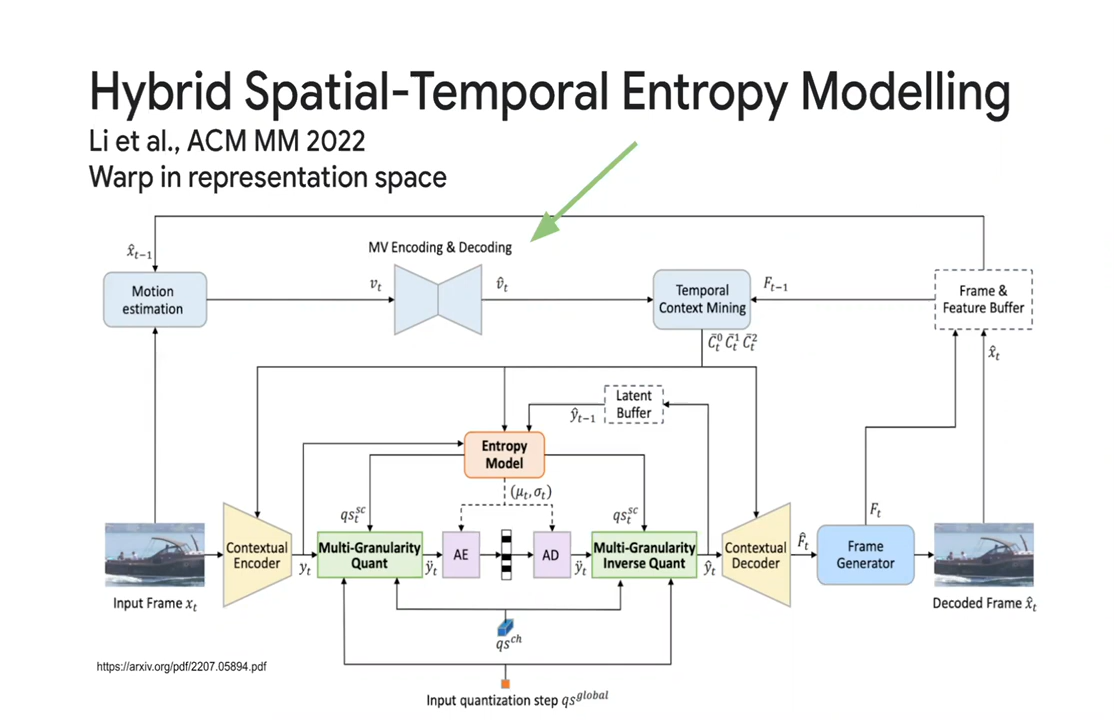 Hybrid Spatial-Temporal Entropy Modelling
Li et al., ACM MM 2022
Warp in representation space
MV Encoding & Decoding
x̂ₜ₋₁
Motion
estimation
vₜ
v̂ₜ
Temporal
Context Mining
Fₜ₋₁
Frame &
Feature Buffer
C̄ₜ⁰ C̄ₜ¹ C̄ₜ²
x̂ₜ
Latent
Buffer
ŷₜ₋₁
Entropy
Model
(μₜ, σₜ)
qsₜˢᶜ
qsₜˢᶜ
Fₜ
Contextual
Encoder
yₜ
Multi-Granularity
Quant
ÿₜ
AE
AD
ÿₜ
Multi-Granularity
Inverse Quant
ŷₜ
Contextual
Decoder
F̂ₜ
Frame
Generator
Input Frame xₜ
Decoded Frame x̂ₜ
qsᶜʰ
https://arxiv.org/pdf/2207.05894.pdf
Input quantization step qsᵍˡᵒᵇᵃˡ